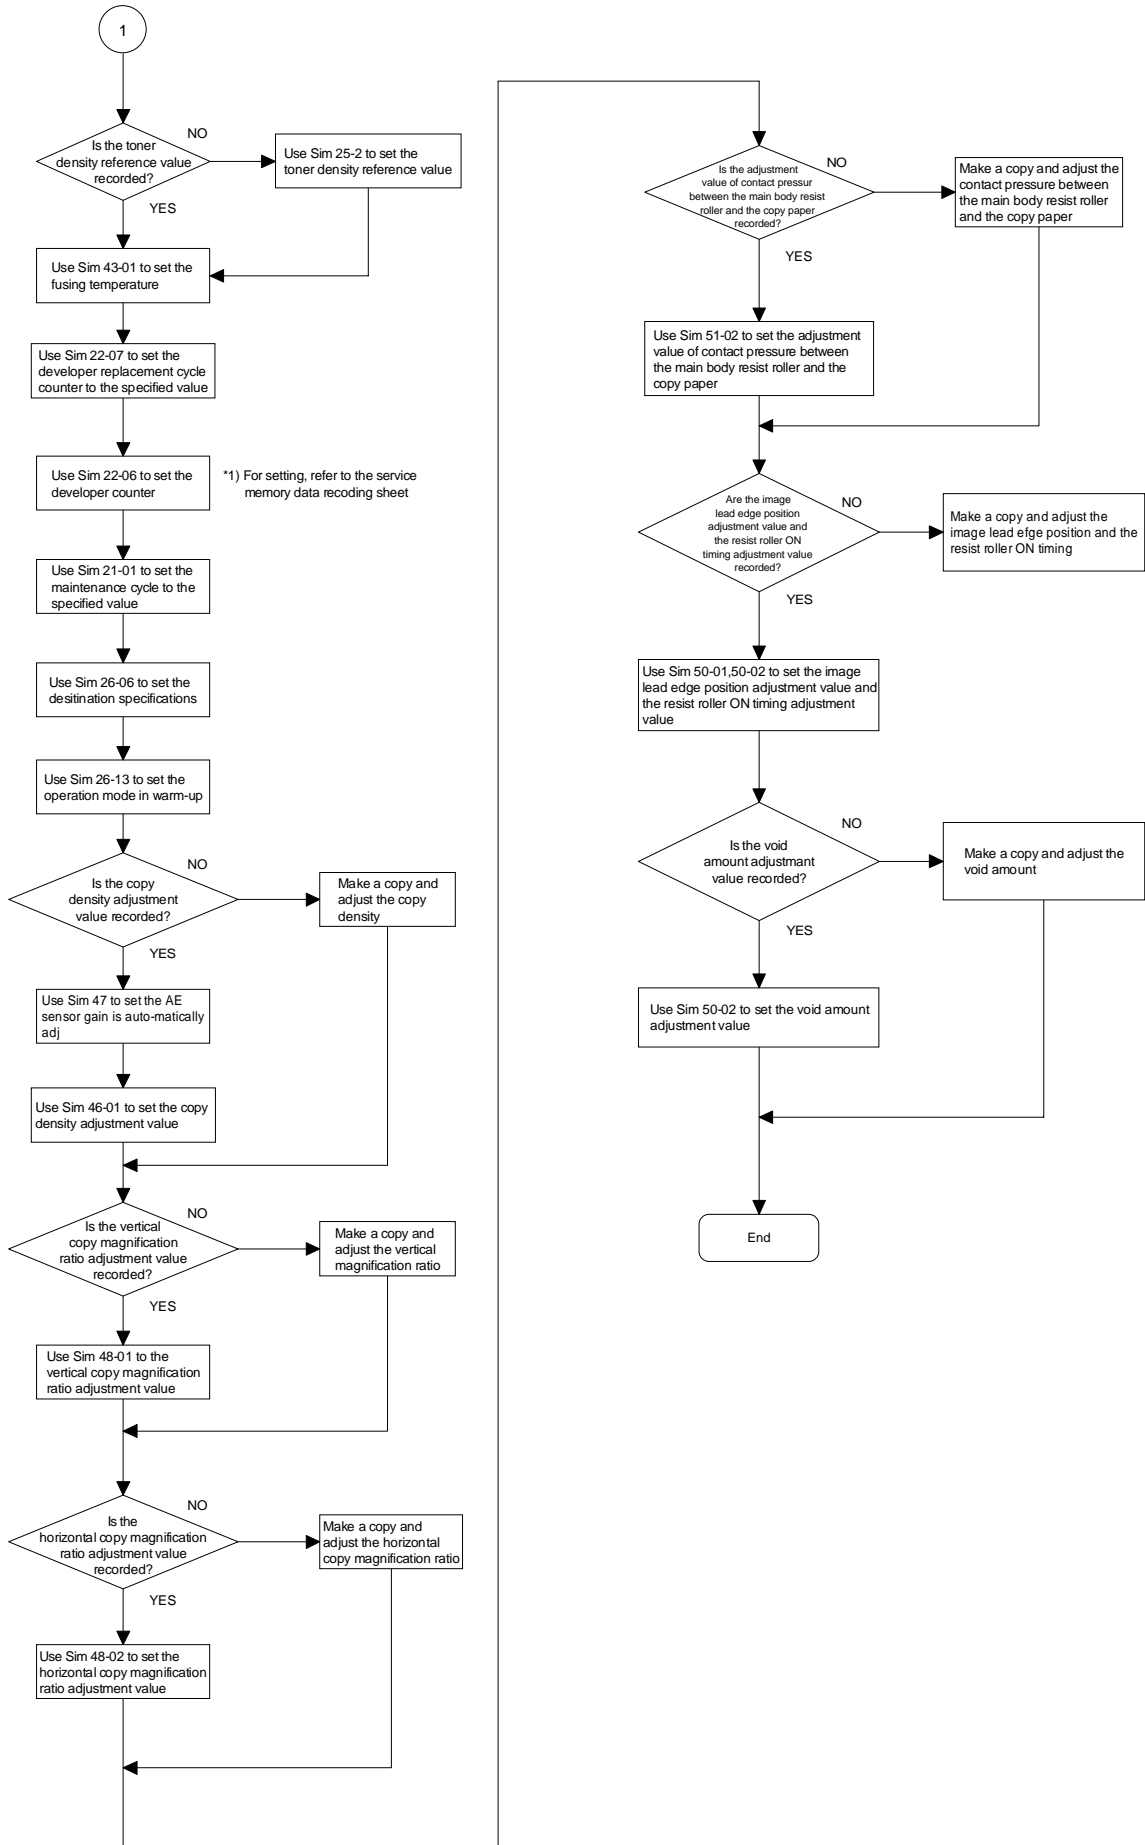 1
Is the toner
density reference value
recorded?
NO
YES
Use Sim 25-2 to set the
toner density reference value
Use Sim 43-01 to set the
fusing temperature
Use Sim 22-07 to set the
developer replacement cycle
counter to the specified value
Use Sim 22-06 to set the
developer counter
*1) For setting, refer to the service
memory data recoding sheet
Use Sim 21-01 to set the
maintenance cycle to the
specified value
Use Sim 26-06 to set the
desitination specifications
Use Sim 26-13 to set the
operation mode in warm-up
Is the copy
density adjustment
value recorded?
NO
YES
Make a copy and
adjust the copy
density
Use Sim 47 to set the AE
sensor gain is auto-matically
adj
Use Sim 46-01 to set the copy
density adjustment value
Is the vertical
copy magnification
ratio adjustment value
recorded?
NO
YES
Make a copy and
adjust the vertical
magnification ratio
Use Sim 48-01 to the
vertical copy magnification
ratio adjustment value
Is the
horizontal copy magnification
ratio adjustment value
recorded?
NO
YES
Make a copy and
adjust the horizontal
copy magnification ratio
Use Sim 48-02 to set the
horizontal copy magnification
ratio adjustment value
Is the adjustment
value of contact pressur
between the main body resist
roller and the copy paper
recorded?
NO
YES
Make a copy and adjust the
contact pressure between
the main body resist roller
and the copy paper
Use Sim 51-02 to set the adjustment
value of contact pressure between
the main body resist roller and the
copy paper
Are the image
lead edge position
adjustment value and
the resist roller ON
timing adjustment value
recorded?
NO
YES
Make a copy and adjust the
image lead efge position and the
resist roller ON timing
Use Sim 50-01,50-02 to set the image
lead edge position adjustment value and
the resist roller ON timing adjustment
value
Is the void
amount adjustmant
value recorded?
NO
YES
Make a copy and adjust the
void amount
Use Sim 50-02 to set the void amount
adjustment value
End